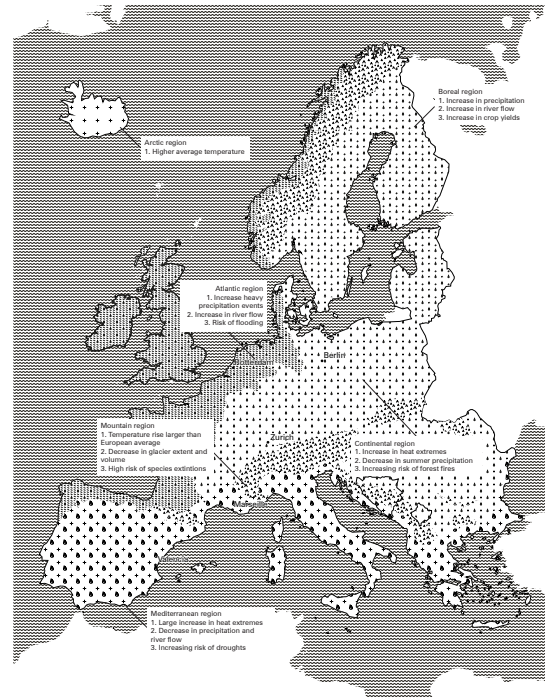 Boreal region
1. Increase in precipitation
2. Increase in river flow
3. Increase in crop yields
Arctic region
1. Higher average temperature
Atlantic region
1. Increase heavy
precipitation events
2. Increase in river flow
3. Risk of flooding
Rotterdam
Berlin
Mountain region
1. Temperature rise larger than
European average
2. Decrease in glacier extent and
volume
3. High risk of species extintions
Zurich
Continental region
1. Increase in heat extremes
2. Decrease in summer precipitation
3. Increasing risk of forest fires
Marseille
Mediterranean region
1. Large increase in heat extremes
2. Decrease in precipitation and
river flow
3. Increasing risk of droughts